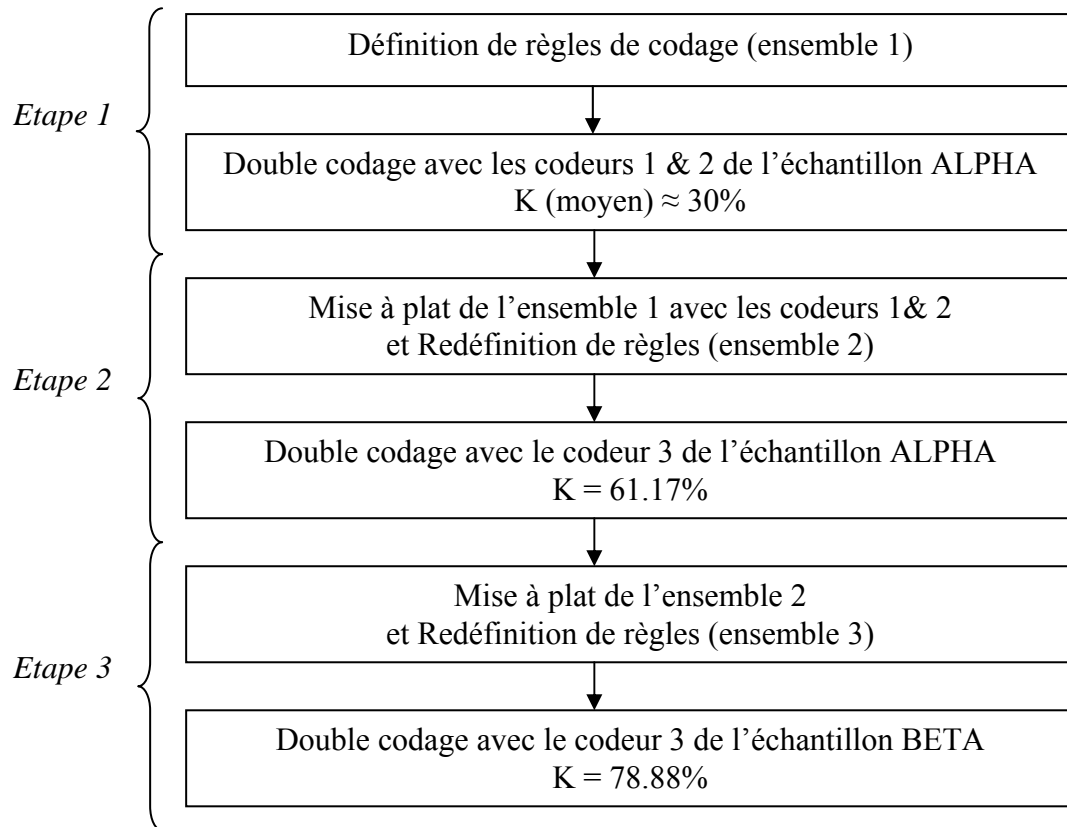 Définition de règles de codage (ensemble 1)
Etape 1
Double codage avec les codeurs 1 & 2 de l’échantillon ALPHA
K (moyen) ≈ 30%
Mise à plat de l’ensemble 1 avec les codeurs 1& 2
et Redéfinition de règles (ensemble 2)
Etape 2
Double codage avec le codeur 3 de l’échantillon ALPHA
K = 61.17%
Mise à plat de l’ensemble 2
et Redéfinition de règles (ensemble 3)
Etape 3
Double codage avec le codeur 3 de l’échantillon BETA
K = 78.88%